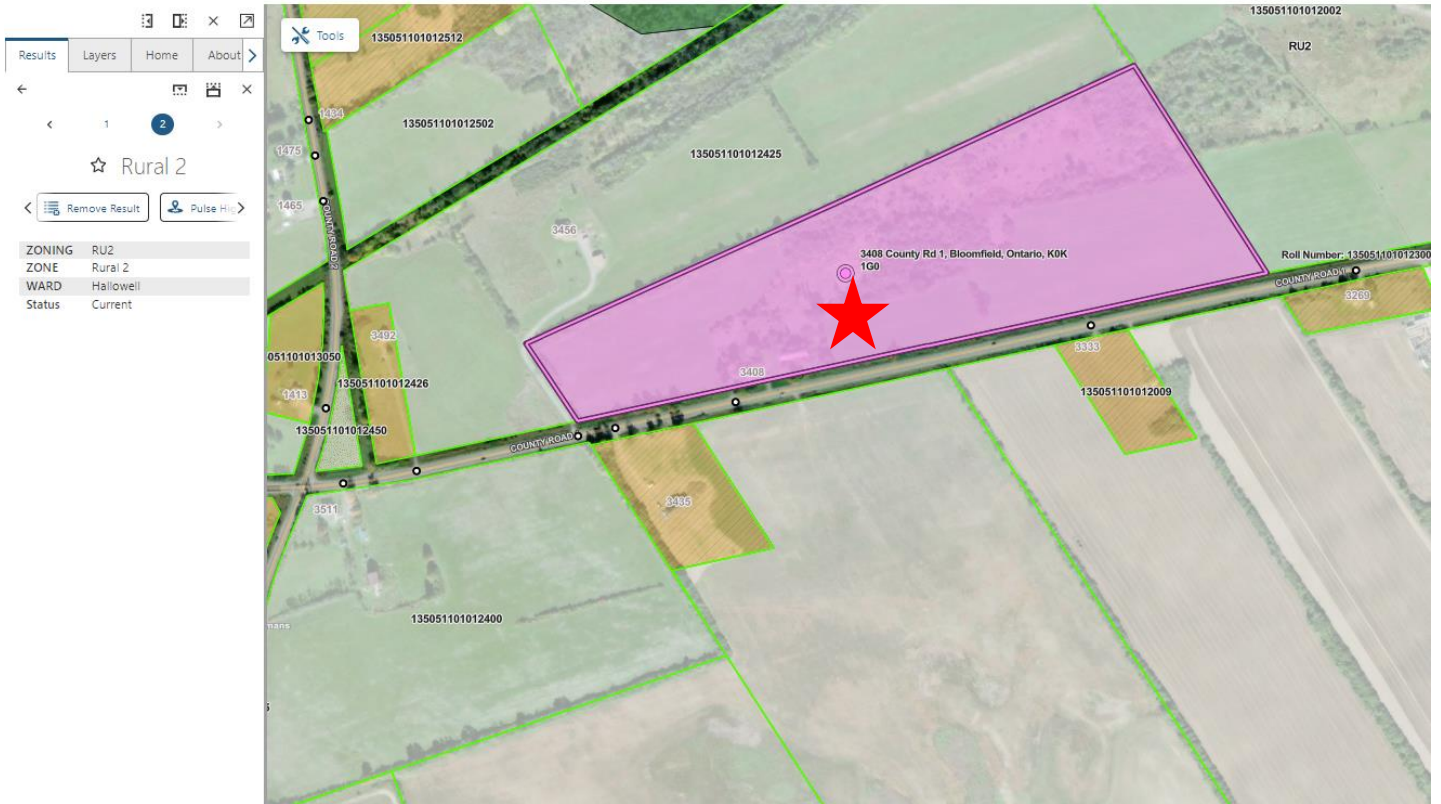 Results
Layers
Home
About
1
2
Rural 2
Remove Result
Pulse Hig
ZONING RU2
ZONE Rural 2
WARD Hallowell
Status Current
Tools
135051101012512
135051101012002
RU2
1434
135051101012502
1475
135051101012425
1465
COUNTY ROAD 2
3456
3408 County Rd 1, Bloomfield, Ontario, K0K
1G0
Roll Number: 135051101012300
COUNTY ROAD 1
3269
3492
3333
051101013050
3408
135051101012426
1413
135051101012009
135051101012450
COUNTY ROAD
3435
3511
135051101012400
mans